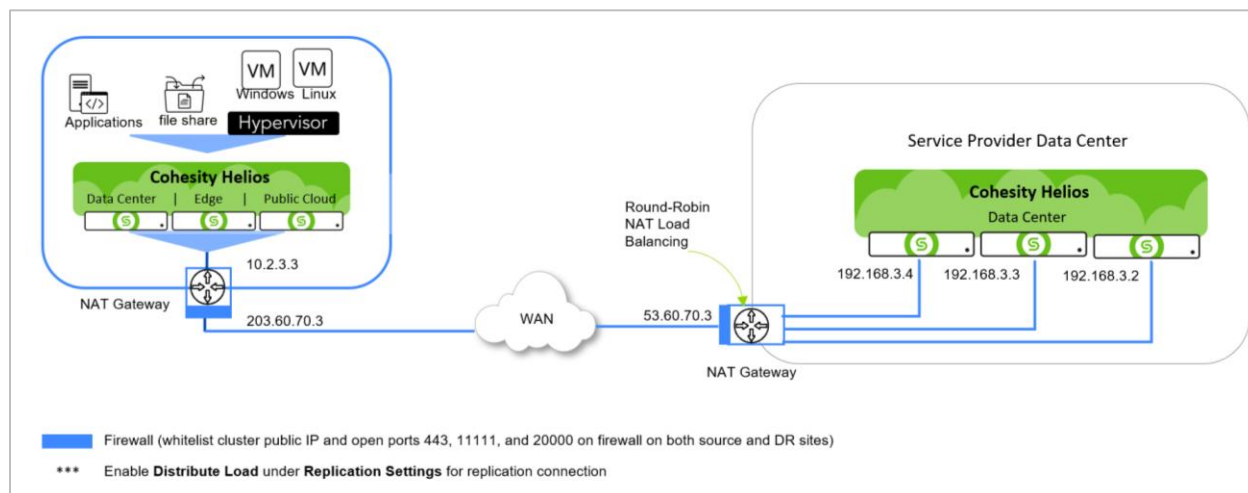 VM
VM
Windows
Linux
Applications
file share
Hypervisor
Cohesity Helios
Data Center | Edge | Public Cloud
10.2.3.3
NAT Gateway
203.60.70.3
WAN
Round-Robin
NAT Load
Balancing
53.60.70.3
NAT Gateway
Service Provider Data Center
Cohesity Helios
Data Center
192.168.3.4
192.168.3.3
192.168.3.2
Firewall (whitelist cluster public IP and open ports 443, 11111, and 20000 on firewall on both source and DR sites)
*** Enable Distribute Load under Replication Settings for replication connection